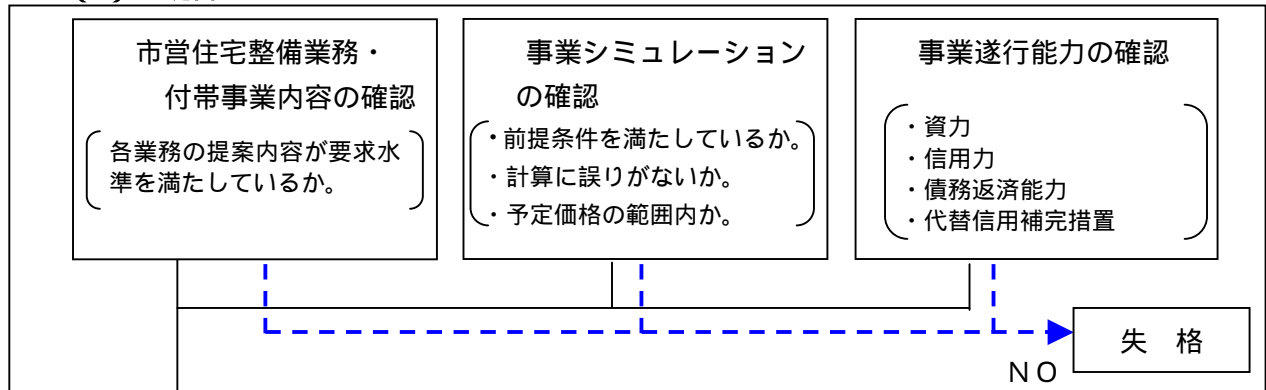 市営住宅整備業務・
付帯事業内容の確認
各業務の提案内容が要求水
準を満たしているか。
事業シミュレーション
の確認
・前提条件を満たしているか。
・計算に誤りがないか。
・予定価格の範囲内か。
事業遂行能力の確認
・資力
・信用力
・債務返済能力
・代替信用補完措置
失　格
ＮＯ